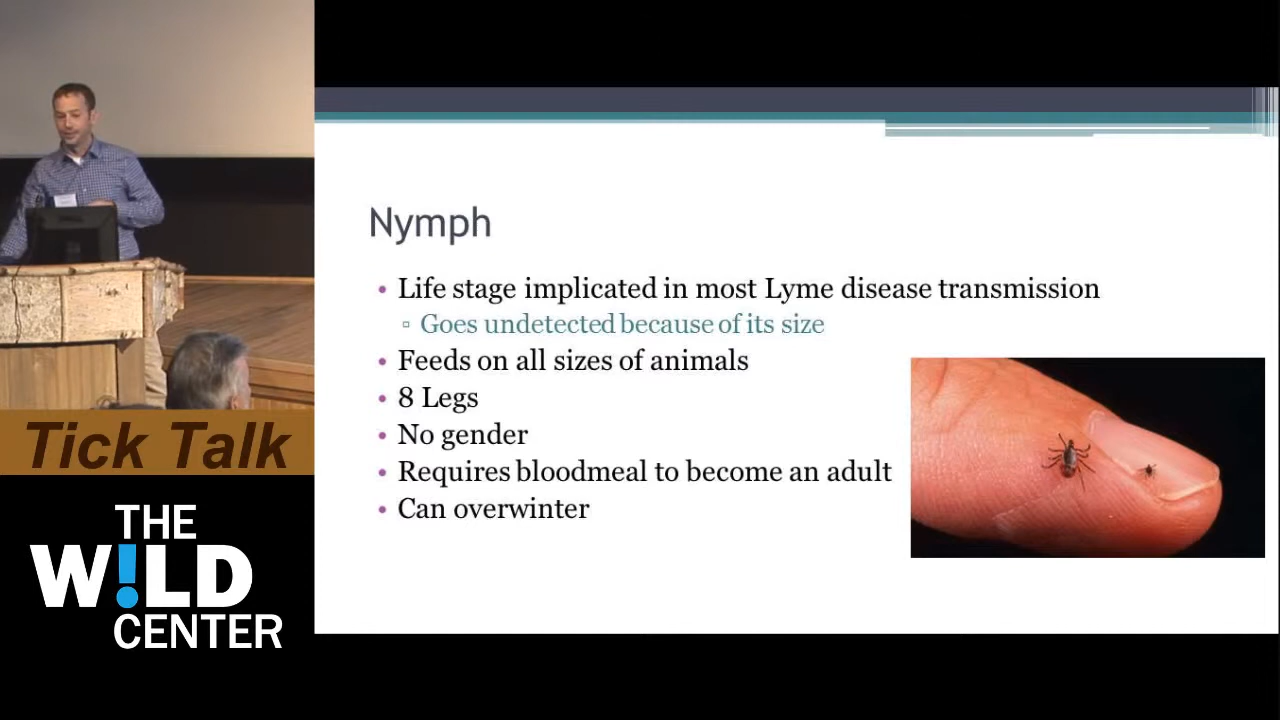 Nymph
• Life stage implicated in most Lyme disease transmission
▫ Goes undetected because of its size
• Feeds on all sizes of animals
• 8 Legs
• No gender
• Requires bloodmeal to become an adult
• Can overwinter
Tick Talk
THE
W!LD
CENTER